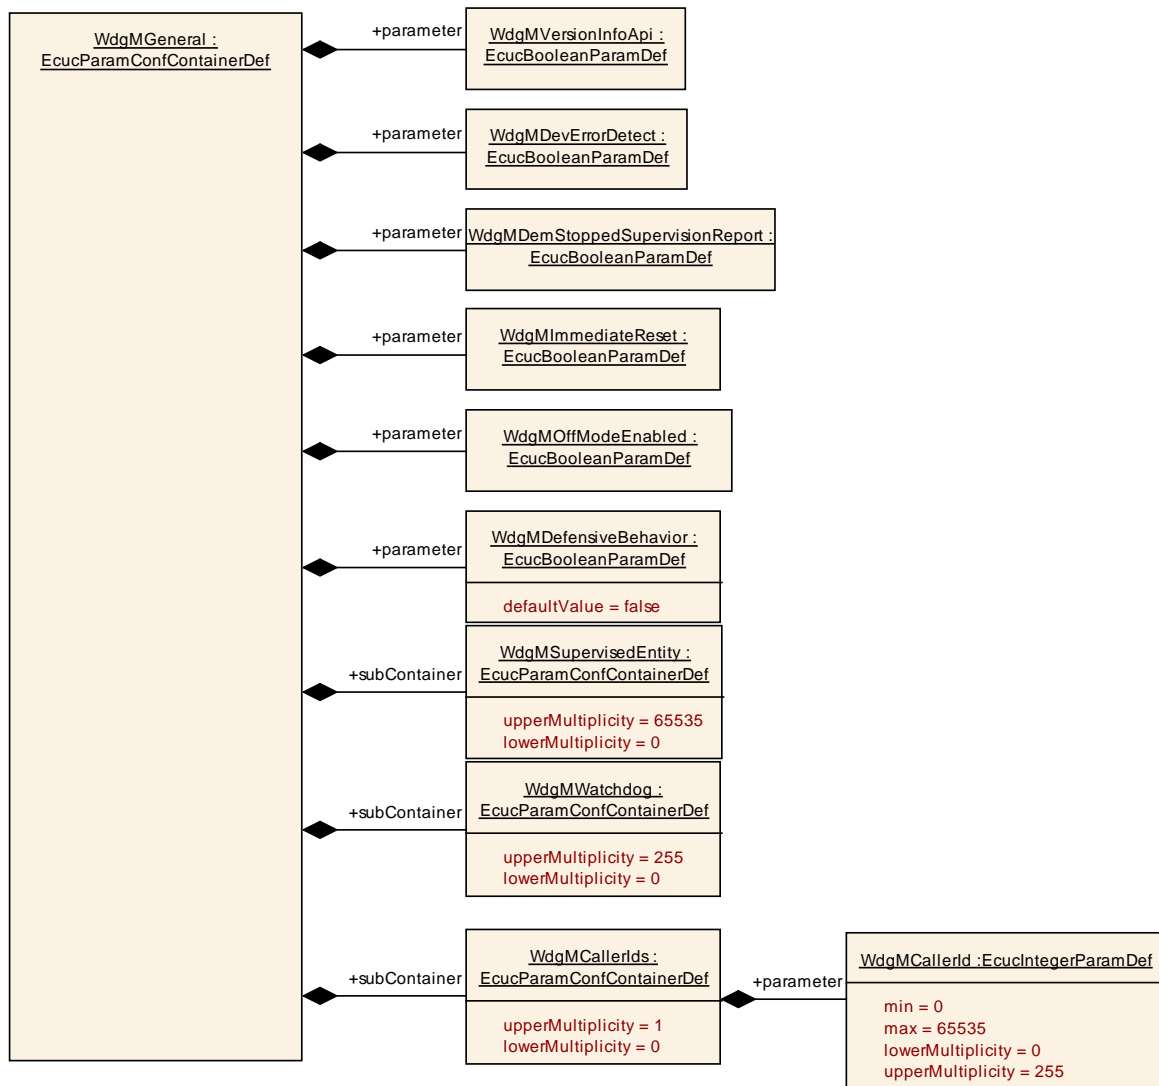 WdgMGeneral :
EcucParamConfContainerDef
+parameter
WdgMVersionInfoApi :
EcucBooleanParamDef
+parameter
WdgMDevErrorDetect :
EcucBooleanParamDef
+parameter
WdgMDemStoppedSupervisionReport :
EcucBooleanParamDef
+parameter
WdgMImmediateReset :
EcucBooleanParamDef
+parameter
WdgMOffModeEnabled :
EcucBooleanParamDef
+parameter
WdgMDefensiveBehavior :
EcucBooleanParamDef
defaultValue = false
+subContainer
WdgMSupervisedEntity :
EcucParamConfContainerDef
upperMultiplicity = 65535
lowerMultiplicity = 0
+subContainer
WdgMWatchdog :
EcucParamConfContainerDef
upperMultiplicity = 255
lowerMultiplicity = 0
+subContainer
WdgMCallerIds :
EcucParamConfContainerDef
upperMultiplicity = 1
lowerMultiplicity = 0
+parameter
WdgMCallerId :EcucIntegerParamDef
min = 0
max = 65535
lowerMultiplicity = 0
upperMultiplicity = 255